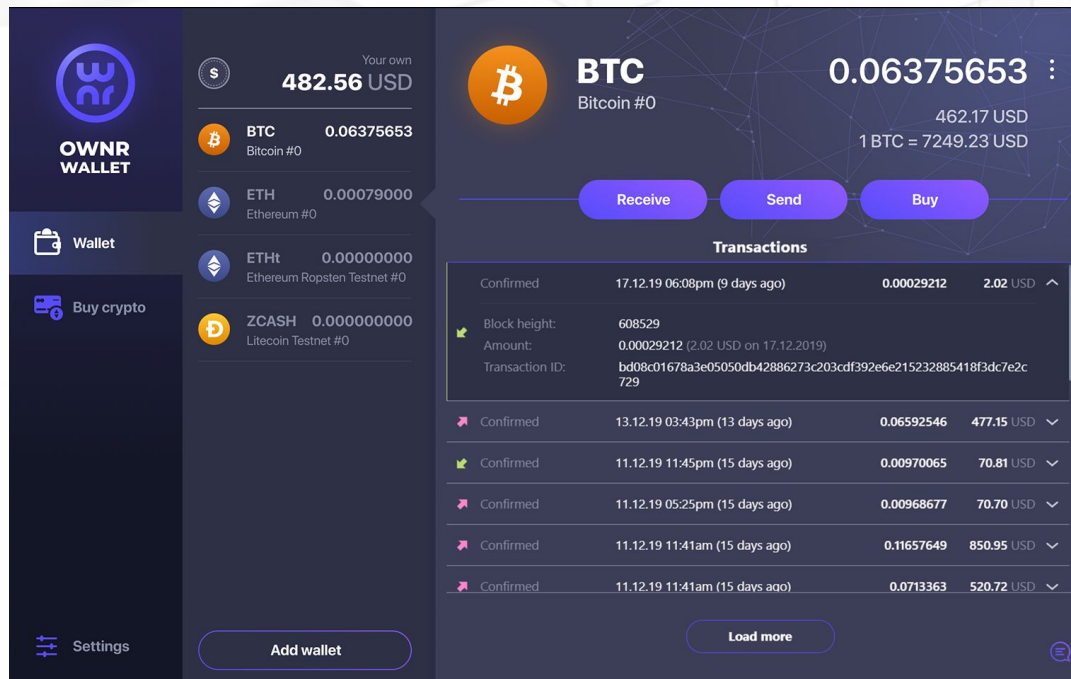 OWNR
WALLET
Wallet
Buy crypto
Settings
Your own
482.56 USD
BTC 0.06375653
Bitcoin #0
ETH 0.00079000
Ethereum #0
ETHt 0.00000000
Ethereum Ropsten Testnet #0
ZCASH 0.000000000
Litecoin Testnet #0
Add wallet
BTC 0.06375653
Bitcoin #0
462.17 USD
1 BTC = 7249.23 USD
Receive Send Buy
Transactions
Confirmed 17.12.19 06:08pm (9 days ago) 0.00029212 2.02 USD
Block height: 608529
Amount: 0.00029212 (2.02 USD on 17.12.2019)
Transaction ID: bd08c01678a3e05050db42886273c203cdf392e6e215232885418f3dc7e2c
729
Confirmed 13.12.19 03:43pm (13 days ago) 0.06592546 477.15 USD
Confirmed 11.12.19 11:45pm (15 days ago) 0.00970065 70.81 USD
Confirmed 11.12.19 05:25pm (15 days ago) 0.00968677 70.70 USD
Confirmed 11.12.19 11:41am (15 days ago) 0.11657649 850.95 USD
Confirmed 11.12.19 11:41am (15 days ago) 0.0713363 520.72 USD
Load more